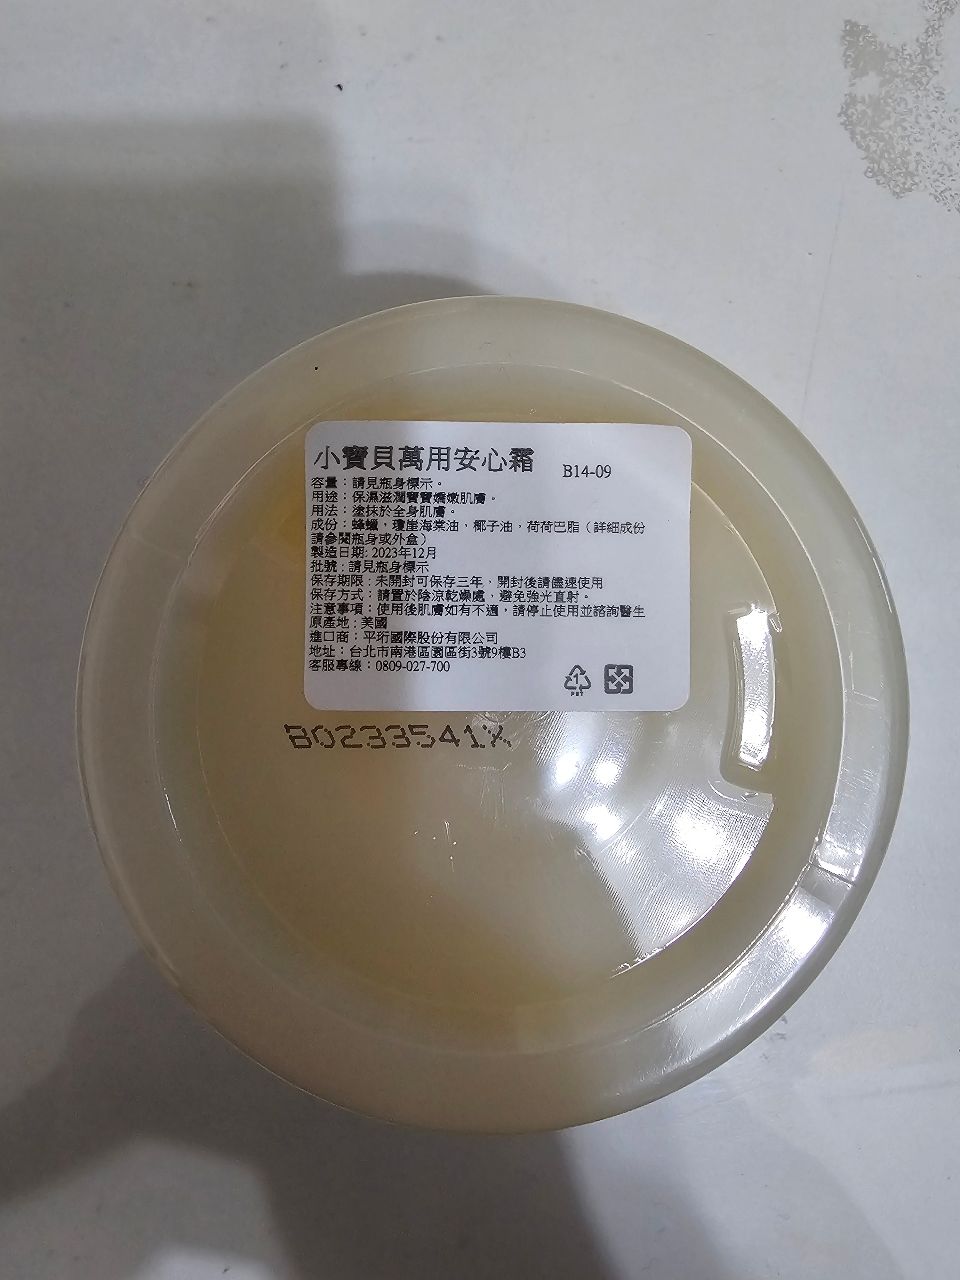 小寶貝萬用安心霜 B14-09
容量：請見瓶身標示。
用途：保濕滋潤寶寶嬌嫩肌膚。
用法：塗抹於全身肌膚。
成份：蜂蠟，瓊崖海棠油，椰子油，荷荷巴脂（詳細成份
請參閱瓶身或外盒）
製造日期: 2023年12月
批號：請見瓶身標示
保存期限：未開封可保存三年，開封後請儘速使用
保存方式：請置於陰涼乾燥處，避免強光直射。
注意事項：使用後肌膚如有不適，請停止使用並諮詢醫生
原產地：美國
進口商：平珩國際股份有限公司
地址：台北市南港區園區街3號9樓B3
客服專線：0809-027-700
1
PET
B0233541X